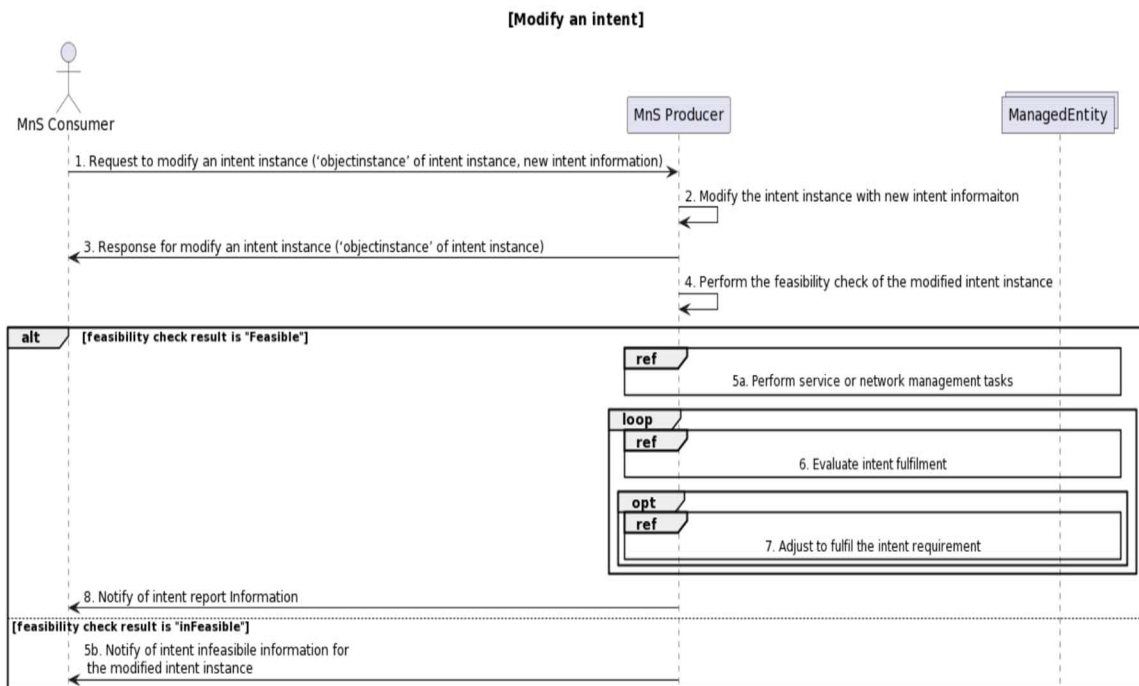 [Modify an intent]
MnS Consumer
MnS Producer
ManagedEntity
1. Request to modify an intent instance (‘objectinstance’ of intent instance, new intent information)
2. Modify the intent instance with new intent informaiton
3. Response for modify an intent instance (‘objectinstance’ of intent instance)
4. Perform the feasibility check of the modified intent instance
alt [feasibility check result is "Feasible"]
ref
5a. Perform service or network management tasks
loop
ref
6. Evaluate intent fulfilment
opt
ref
7. Adjust to fulfil the intent requirement
8. Notify of intent report Information
[feasibility check result is "inFeasible"]
5b. Notify of intent infeasibile information for
the modified intent instance